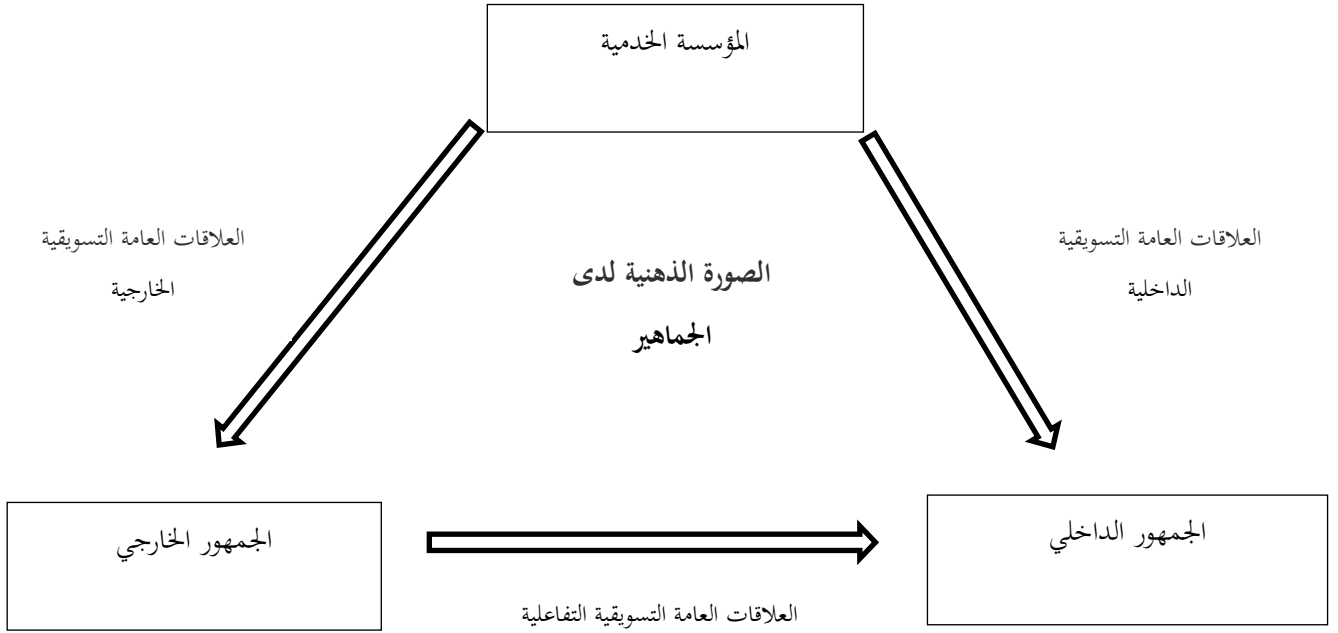 المؤسسة الخدمية
العلاقات العامة التسويقية
الداخلية
العلاقات العامة التسويقية
الخارجية
الصورة الذهنية لدى
الجماهير
الجمهور الداخلي
الجمهور الخارجي
العلاقات العامة التسويقية التفاعلية